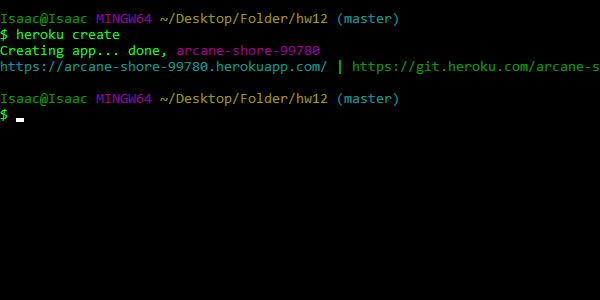 Isaac@Isaac MINGW64 ~/Desktop/Folder/hw12 (master)
$ heroku create
Creating app... done, arcane-shore-99780
https://arcane-shore-99780.herokuapp.com/ | https://git.heroku.com/arcane-s
Isaac@Isaac MINGW64 ~/Desktop/Folder/hw12 (master)
$